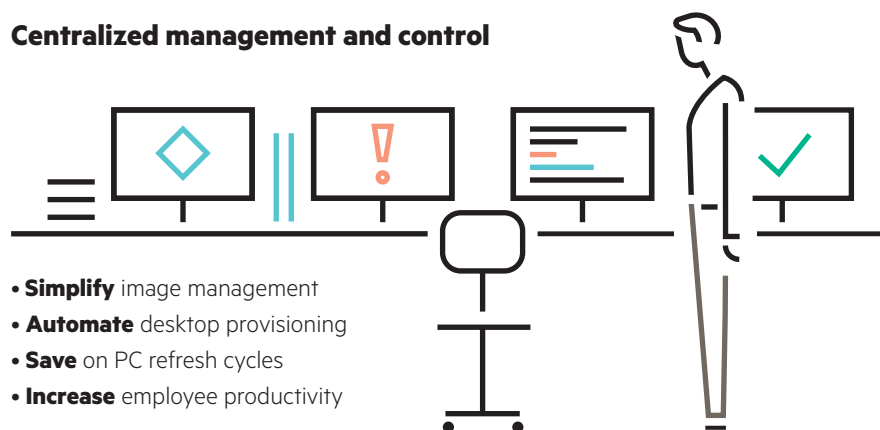 Centralized management and control
• Simplify image management
• Automate desktop provisioning
• Save on PC refresh cycles
• Increase employee productivity